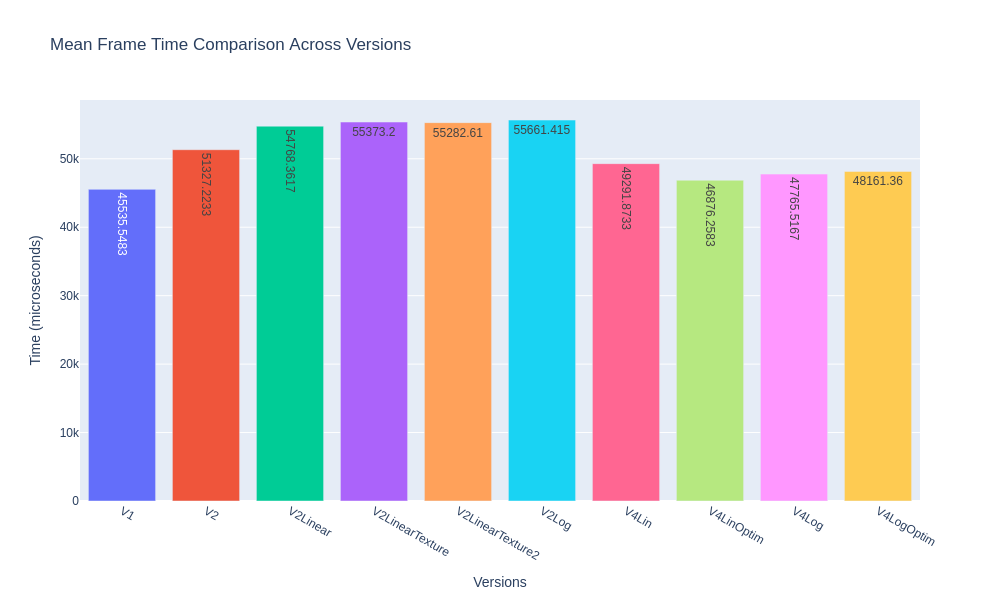 Mean Frame Time Comparison Across Versions
Time (microseconds)
50k
40k
30k
20k
10k
0
45535.5483
51327.2233
54768.3617
55373.2
55282.61
55661.415
49291.8733
46876.2583
47765.5167
48161.36
V1
V2
V2Linear
V2LinearTexture
V2LinearTexture2
V2Log
V4Lin
V4LinOptim
V4Log
V4LogOptim
Versions